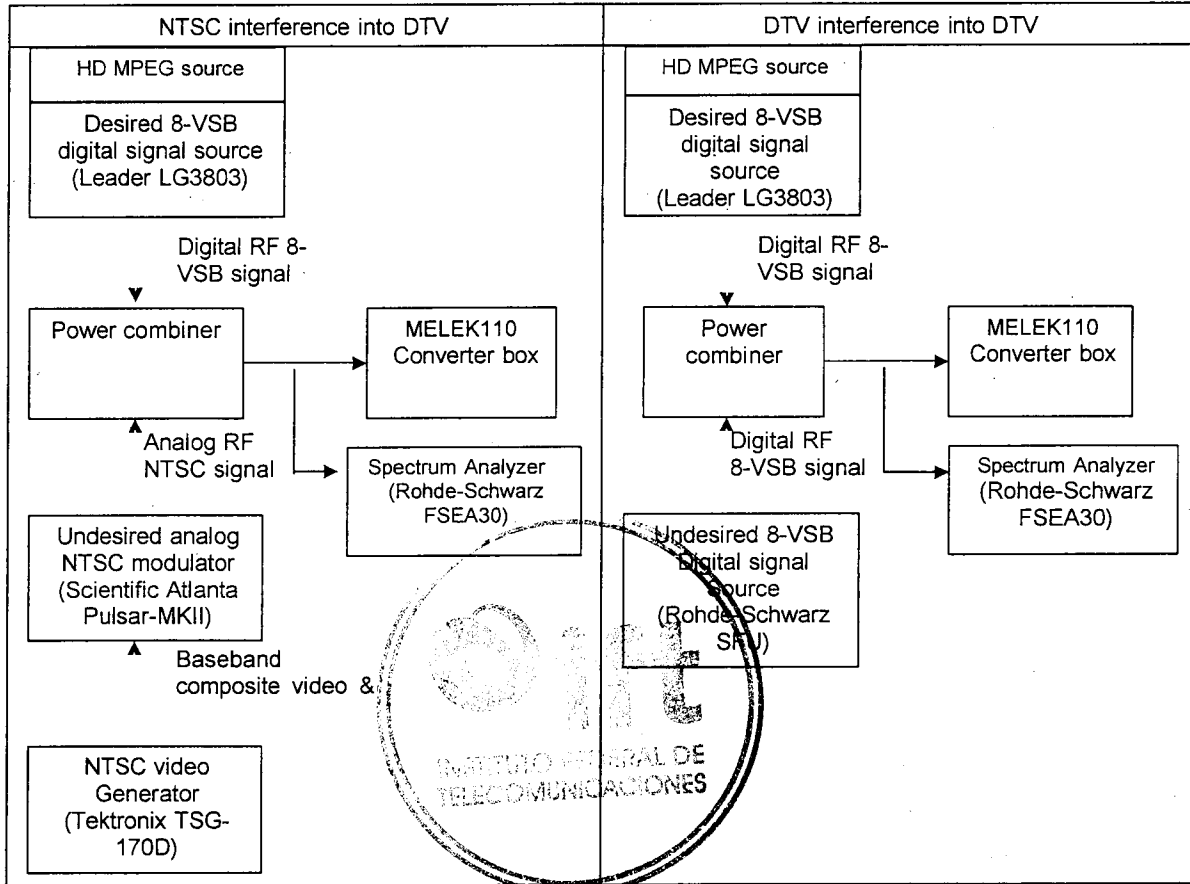 NTSC interference into DTV
HD MPEG source
Desired 8-VSB
digital signal source
(Leader LG3803)
Digital RF 8-
VSB signal
Power combiner
MELEK110
Converter box
Analog RF
NTSC signal
Spectrum Analyzer
(Rohde-Schwarz
FSEA30)
Undesired analog
NTSC modulator
(Scientific Atlanta
Pulsar-MKII)
Baseband
composite video &
NTSC video
Generator
(Tektronix TSG-
170D)
DTV interference into DTV
HD MPEG source
Desired 8-VSB
digital signal
source
(Leader LG3803)
Digital RF 8-
VSB signal
Power
combiner
MELEK110
Converter box
Digital RF
8-VSB signal
Spectrum Analyzer
(Rohde-Schwarz
FSEA30)
Undesired 8-VSB
Digital signal
Source
(Rohde-Schwarz
ift
INSTITUTO FEDERAL DE
TELECOMUNICACIONES